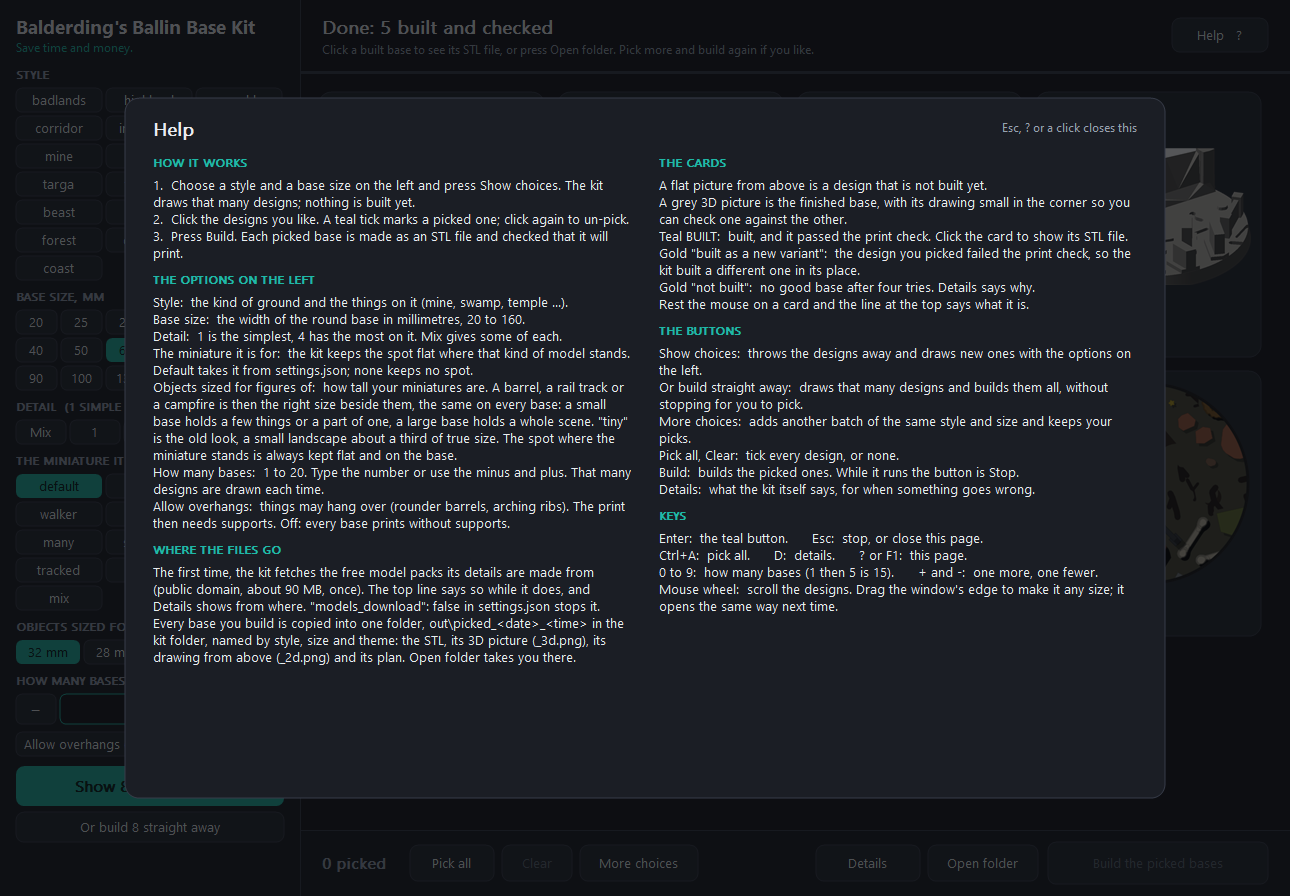 Balderding's Ballin Base Kit
Save time and money.
STYLE
badlands
corridor
mine
targa
beast
forest
coast
BASE SIZE, MM
20 25
40 50
90 100
DETAIL (1 SIMPLE
Mix 1
THE MINIATURE IT
default
walker
many
tracked
mix
OBJECTS SIZED FO
32 mm 28 m
HOW MANY BASES
–
Allow overhangs
Show 8
Or build 8 straight away
Done: 5 built and checked
Click a built base to see its STL file, or press Open folder. Pick more and build again if you like.
Help ?
Help
Esc, ? or a click closes this
HOW IT WORKS
1. Choose a style and a base size on the left and press Show choices. The kit
draws that many designs; nothing is built yet.
2. Click the designs you like. A teal tick marks a picked one; click again to un-pick.
3. Press Build. Each picked base is made as an STL file and checked that it will
print.
THE OPTIONS ON THE LEFT
Style: the kind of ground and the things on it (mine, swamp, temple ...).
Base size: the width of the round base in millimetres, 20 to 160.
Detail: 1 is the simplest, 4 has the most on it. Mix gives some of each.
The miniature it is for: the kit keeps the spot flat where that kind of model stands.
Default takes it from settings.json; none keeps no spot.
Objects sized for figures of: how tall your miniatures are. A barrel, a rail track or
a campfire is then the right size beside them, the same on every base: a small
base holds a few things or a part of one, a large base holds a whole scene. "tiny"
is the old look, a small landscape about a third of true size. The spot where the
miniature stands is always kept flat and on the base.
How many bases: 1 to 20. Type the number or use the minus and plus. That many
designs are drawn each time.
Allow overhangs: things may hang over (rounder barrels, arching ribs). The print
then needs supports. Off: every base prints without supports.
WHERE THE FILES GO
The first time, the kit fetches the free model packs its details are made from
(public domain, about 90 MB, once). The top line says so while it does, and
Details shows from where. "models_download": false in settings.json stops it.
Every base you build is copied into one folder, out\picked_<date>_<time> in the
kit folder, named by style, size and theme: the STL, its 3D picture (_3d.png), its
drawing from above (_2d.png) and its plan. Open folder takes you there.
THE CARDS
A flat picture from above is a design that is not built yet.
A grey 3D picture is the finished base, with its drawing small in the corner so you
can check one against the other.
Teal BUILT: built, and it passed the print check. Click the card to show its STL file.
Gold "built as a new variant": the design you picked failed the print check, so the
kit built a different one in its place.
Gold "not built": no good base after four tries. Details says why.
Rest the mouse on a card and the line at the top says what it is.
THE BUTTONS
Show choices: throws the designs away and draws new ones with the options on
the left.
Or build straight away: draws that many designs and builds them all, without
stopping for you to pick.
More choices: adds another batch of the same style and size and keeps your
picks.
Pick all, Clear: tick every design, or none.
Build: builds the picked ones. While it runs the button is Stop.
Details: what the kit itself says, for when something goes wrong.
KEYS
Enter: the teal button. Esc: stop, or close this page.
Ctrl+A: pick all. D: details. ? or F1: this page.
0 to 9: how many bases (1 then 5 is 15). + and -: one more, one fewer.
Mouse wheel: scroll the designs. Drag the window's edge to make it any size; it
opens the same way next time.
0 picked
Pick all
Clear
More choices
Details
Open folder
Build the picked bases